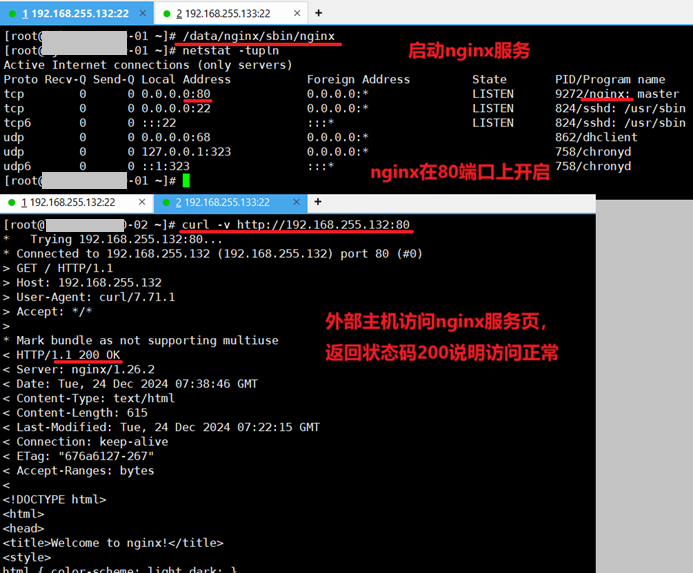 1 192.168.255.132:22 × 2 192.168.255.133:22 × +
[root@ -01 ~]# /data/nginx/sbin/nginx
启动nginx服务
[root@ -01 ~]# netstat -tupln
Active Internet connections (only servers)
Proto Recv-Q Send-Q Local Address Foreign Address State PID/Program name
tcp 0 0 0.0.0.0:80 0.0.0.0:* LISTEN 9272/nginx: master
tcp 0 0 0.0.0.0:22 0.0.0.0:* LISTEN 824/sshd: /usr/sbin
tcp6 0 0 :::22 :::* LISTEN 824/sshd: /usr/sbin
udp 0 0 0.0.0.0:68 0.0.0.0:* 862/dhclient
udp 0 0 127.0.0.1:323 0.0.0.0:* 758/chronyd
udp6 0 0 ::1:323 :::* 758/chronyd
[root@ -01 ~]#
nginx在80端口上开启
1 192.168.255.132:22 × 2 192.168.255.133:22 × +
[root@ -02 ~]# curl -v http://192.168.255.132:80
* Trying 192.168.255.132:80...
* Connected to 192.168.255.132 (192.168.255.132) port 80 (#0)
> GET / HTTP/1.1
> Host: 192.168.255.132
> User-Agent: curl/7.71.1
> Accept: */*
>
* Mark bundle as not supporting multiuse
< HTTP/1.1 200 OK
< Server: nginx/1.26.2
< Date: Tue, 24 Dec 2024 07:38:46 GMT
< Content-Type: text/html
< Content-Length: 615
< Last-Modified: Tue, 24 Dec 2024 07:22:15 GMT
< Connection: keep-alive
< ETag: "676a6127-267"
< Accept-Ranges: bytes
<
外部主机访问nginx服务页,
返回状态码200说明访问正常
<!DOCTYPE html>
<html>
<head>
<title>Welcome to nginx!</title>
<style>
html { color-scheme: light dark; }